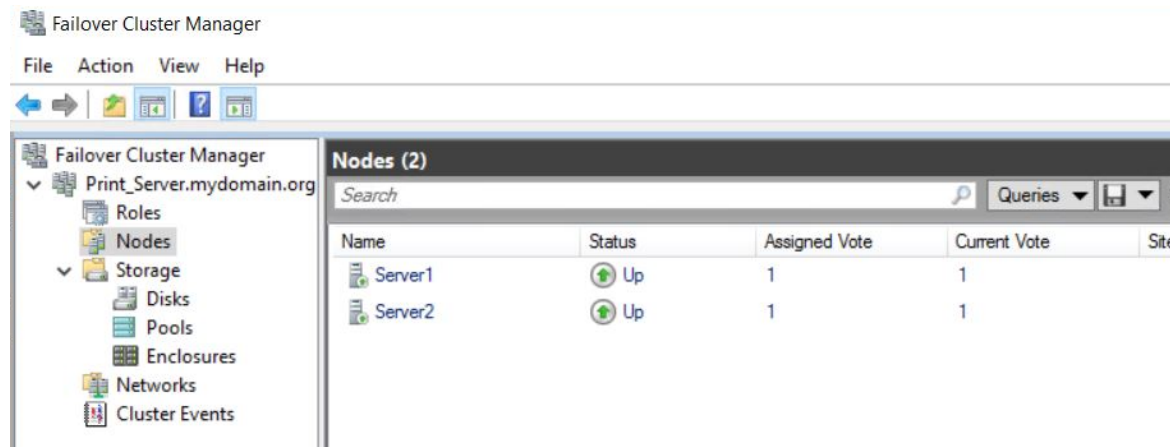 Failover Cluster Manager
File Action View Help
Failover Cluster Manager
Print_Server.mydomain.org
Roles
Nodes
Storage
Disks
Pools
Enclosures
Networks
Cluster Events
Nodes (2)
Search Queries
Name Status Assigned Vote Current Vote Site
Server1 Up 1 1
Server2 Up 1 1